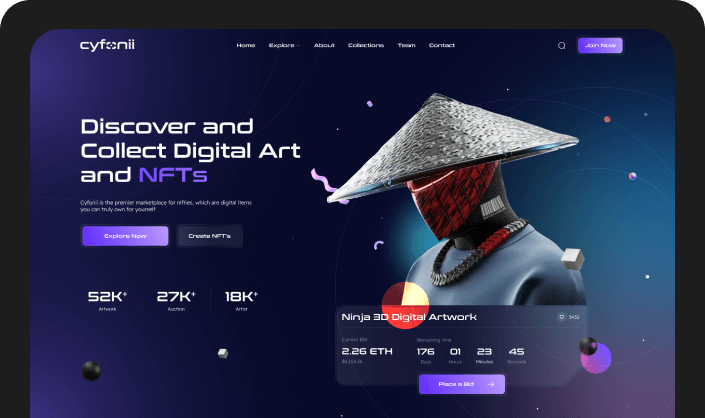 cyfonii
Home Explore About Collections Team Contact
Join Now
Discover and
Collect Digital Art
and NFTs
Cyfonii is the premier marketplace for nifties, which are digital items
you can truly own for yourself
Explore Now Create NFT's
52K+ 27K+ 18K+
Artwork Auction Artist
Ninja 3D Digital Artwork
Current Bid Remaining time
2.26 ETH 176 01 23 45
Days Hours Minutes Seconds
Place a Bid